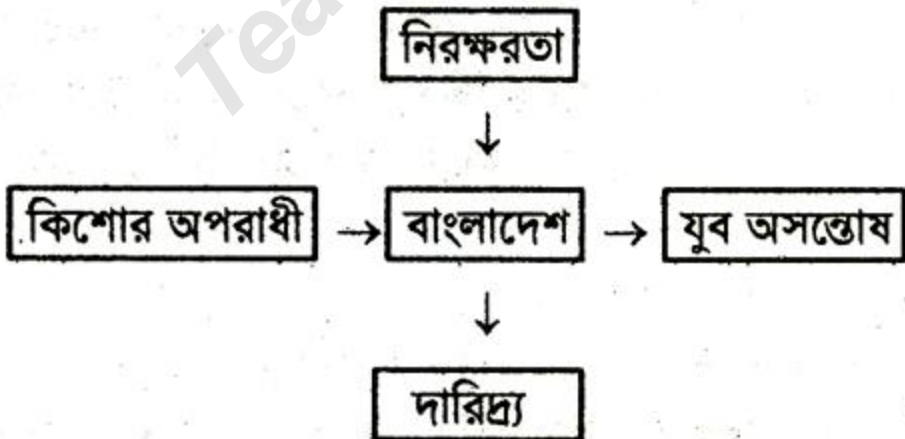 নিরক্ষরতা
↓
কিশোর অপরাধী → বাংলাদেশ → যুব অসন্তোষ
↓
দারিদ্র্য